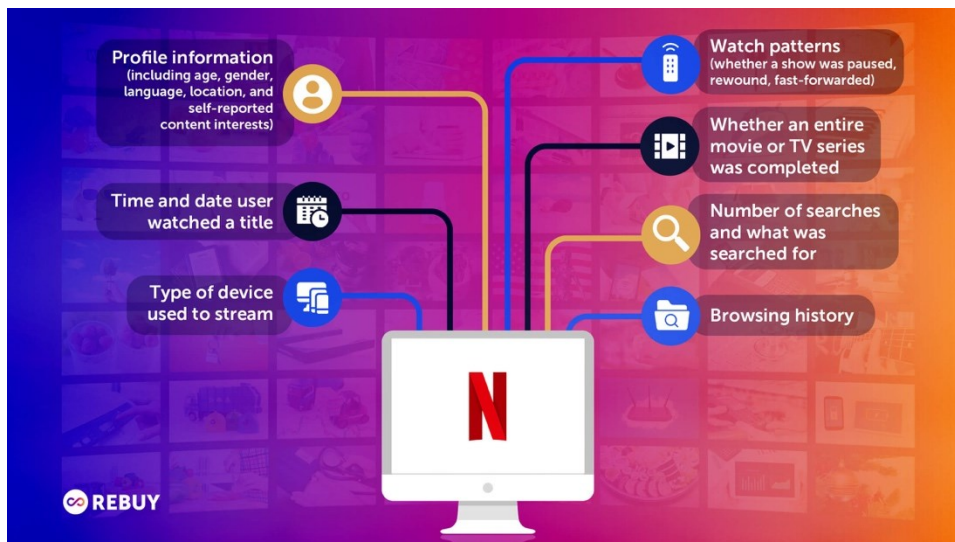 Profile information
(including age, gender,
language, location, and
self-reported
content interests)
Time and date user
watched a title
Type of device
used to stream
Watch patterns
(whether a show was paused,
rewound, fast-forwarded)
Whether an entire
movie or TV series
was completed
Number of searches
and what was
searched for
Browsing history
N
REBUY